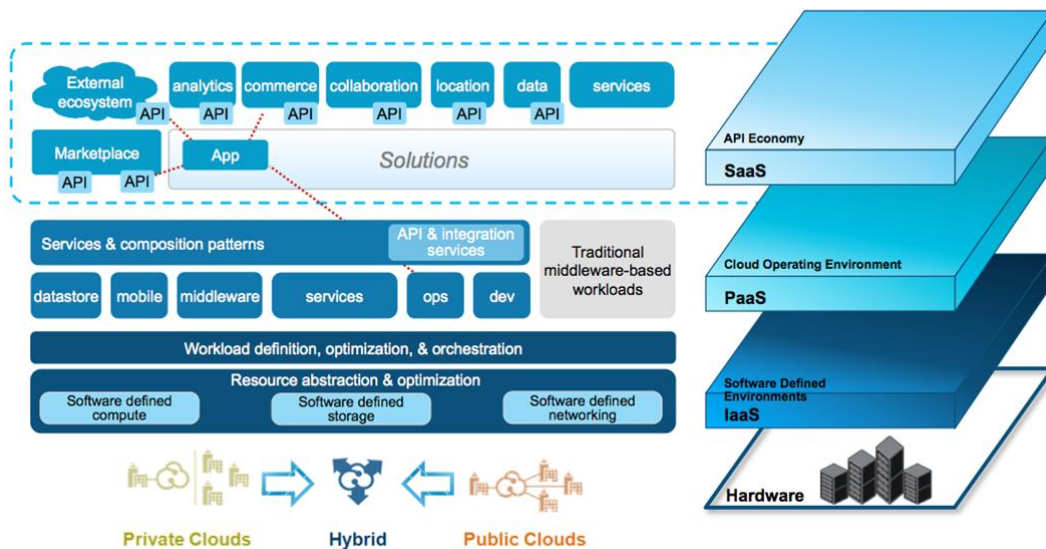 External
ecosystem
API
analytics
API
commerce
API
collaboration
API
location
API
data
API
services
Marketplace
API
API
App
Solutions
Services & composition patterns
API & integration
services
Traditional
middleware-based
workloads
datastore
mobile
middleware
services
ops
dev
Workload definition, optimization, & orchestration
Resource abstraction & optimization
Software defined
compute
Software defined
storage
Software defined
networking
Private Clouds
Hybrid
Public Clouds
API Economy
SaaS
Cloud Operating Environment
PaaS
Software Defined
Environments
IaaS
Hardware